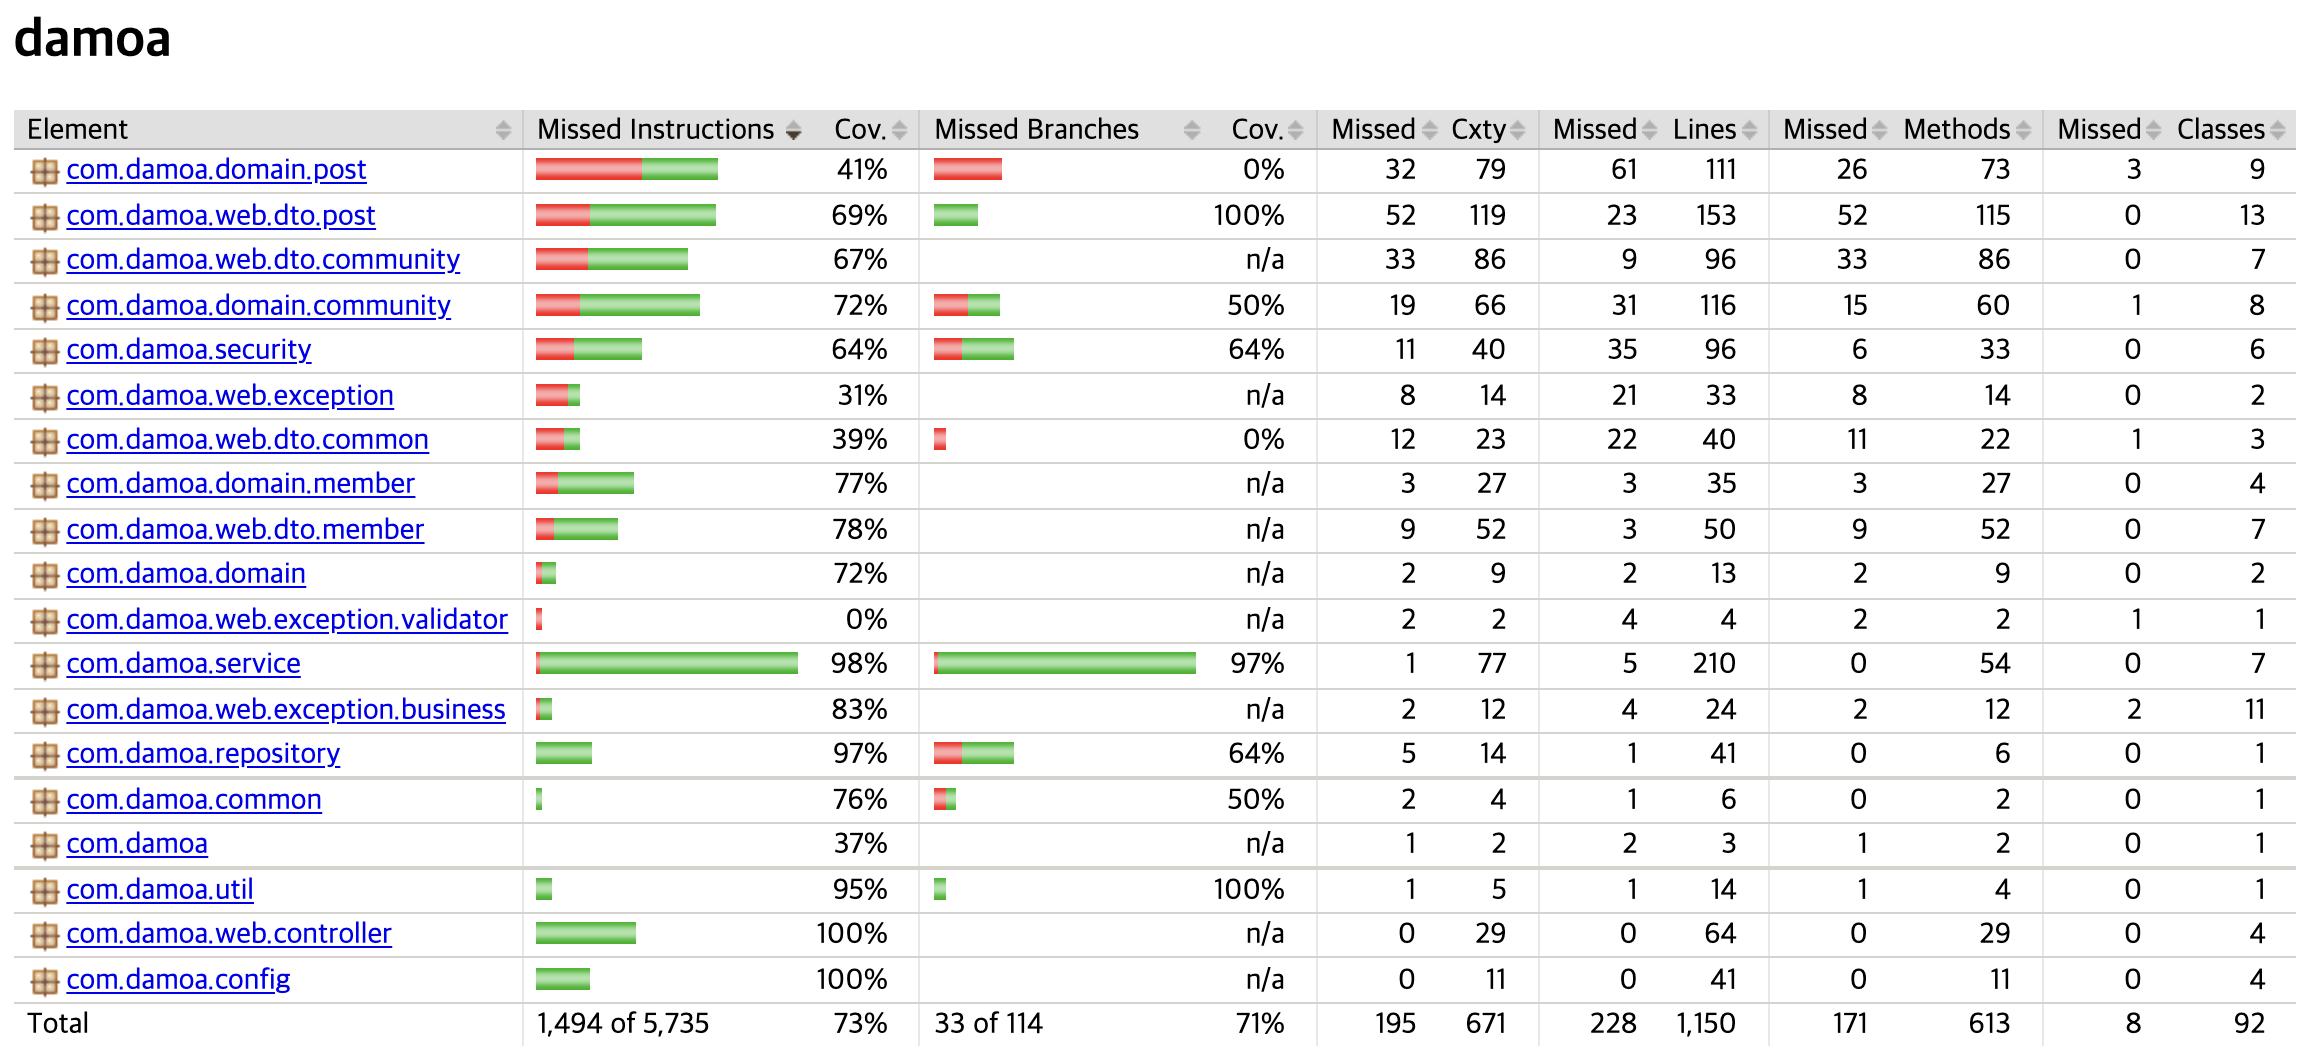 damoa
Element Missed Instructions Cov. Missed Branches Cov. Missed Cxty Missed Lines Missed Methods Missed Classes
com.damoa.domain.post 41% 0% 32 79 61 111 26 73 3 9
com.damoa.web.dto.post 69% 100% 52 119 23 153 52 115 0 13
com.damoa.web.dto.community 67% n/a 33 86 9 96 33 86 0 7
com.damoa.domain.community 72% 50% 19 66 31 116 15 60 1 8
com.damoa.security 64% 64% 11 40 35 96 6 33 0 6
com.damoa.web.exception 31% n/a 8 14 21 33 8 14 0 2
com.damoa.web.dto.common 39% 0% 12 23 22 40 11 22 1 3
com.damoa.domain.member 77% n/a 3 27 3 35 3 27 0 4
com.damoa.web.dto.member 78% n/a 9 52 3 50 9 52 0 7
com.damoa.domain 72% n/a 2 9 2 13 2 9 0 2
com.damoa.web.exception.validator 0% n/a 2 2 4 4 2 2 1 1
com.damoa.service 98% 97% 1 77 5 210 0 54 0 7
com.damoa.web.exception.business 83% n/a 2 12 4 24 2 12 2 11
com.damoa.repository 97% 64% 5 14 1 41 0 6 0 1
com.damoa.common 76% 50% 2 4 1 6 0 2 0 1
com.damoa 37% n/a 1 2 2 3 1 2 0 1
com.damoa.util 95% 100% 1 5 1 14 1 4 0 1
com.damoa.web.controller 100% n/a 0 29 0 64 0 29 0 4
com.damoa.config 100% n/a 0 11 0 41 0 11 0 4
Total 1,494 of 5,735 73% 33 of 114 71% 195 671 228 1,150 171 613 8 92